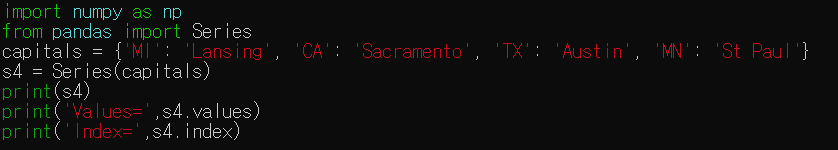 import numpy as np
from pandas import Series
capitals = {'MI': 'Lansing', 'CA': 'Sacramento', 'TX': 'Austin', 'MN': 'St Paul'}
s4 = Series(capitals)
print(s4)
print('Values=',s4.values)
print('Index=',s4.index)